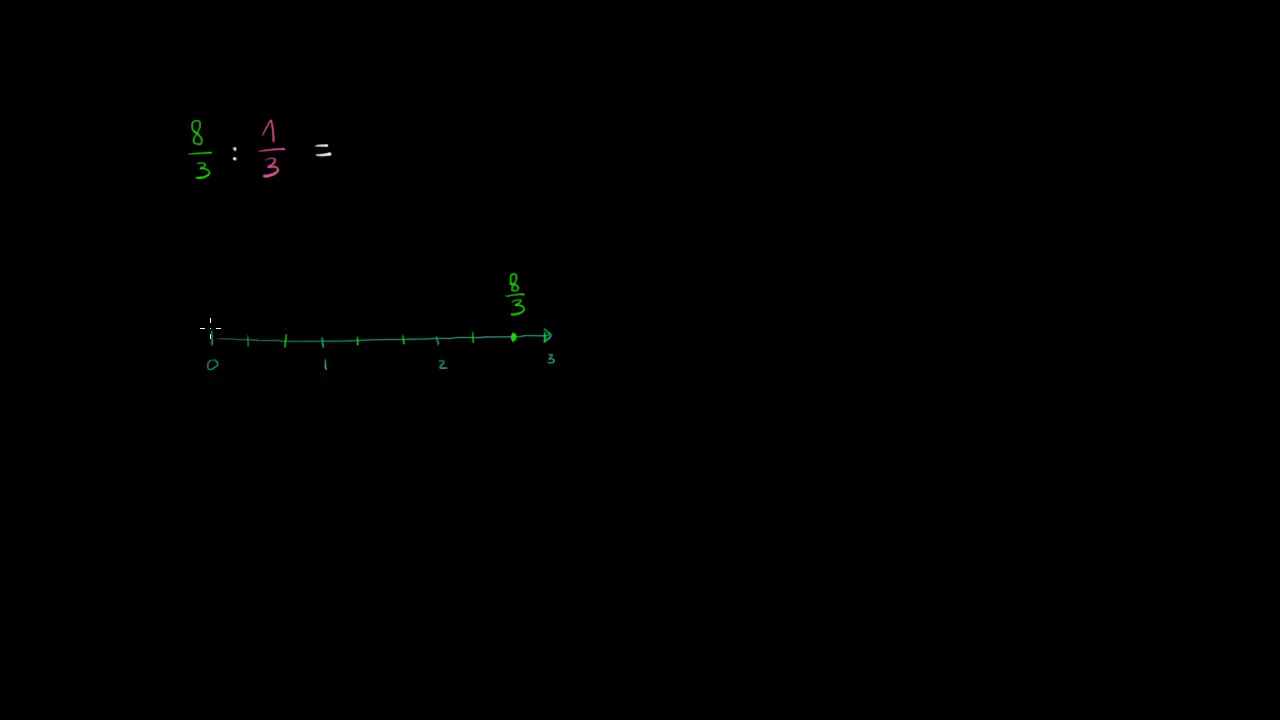 8/3 : 1/3 =
8/3
0 1 2 3